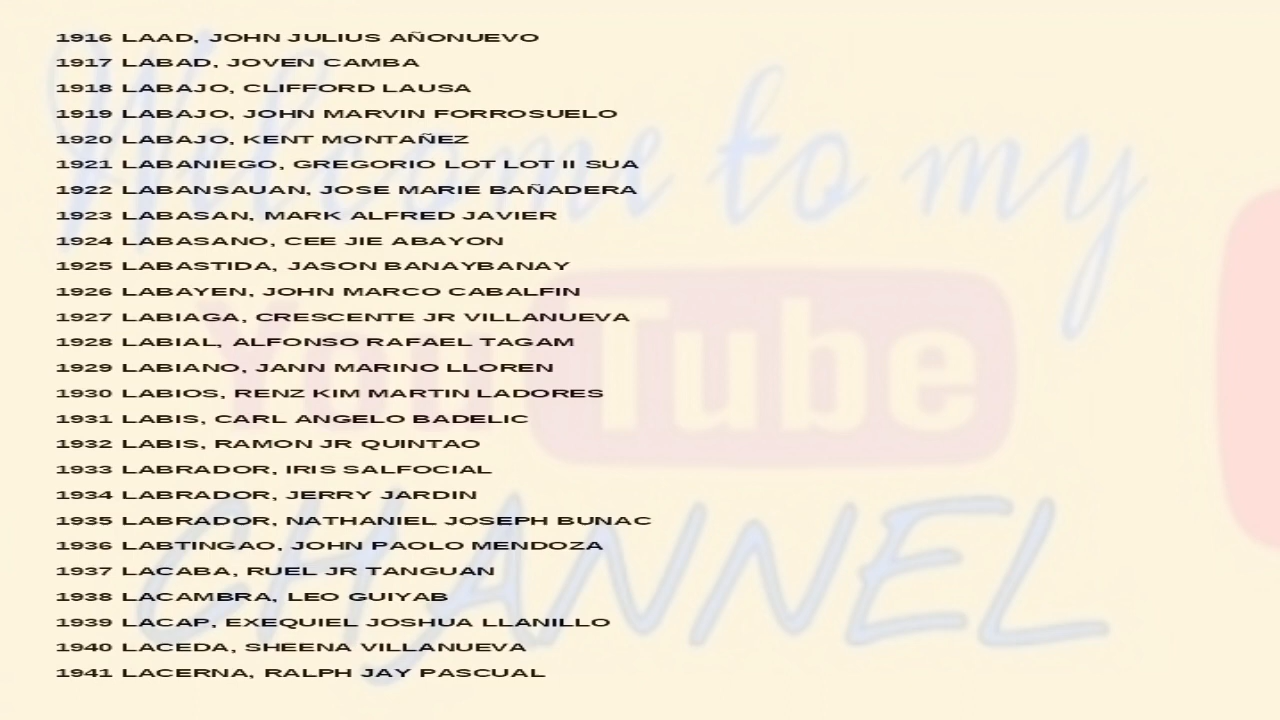 1916 LAAD, JOHN JULIUS AÑONUEVO
1917 LABAD, JOVEN CAMBA
1918 LABAJO, CLIFFORD LAUSA
1919 LABAJO, JOHN MARVIN FORROSUELO
1920 LABAJO, KENT MONTAÑEZ
1921 LABANIEGO, GREGORIO LOT LOT II SUA
1922 LABANSAUAN, JOSE MARIE BAÑADERA
1923 LABASAN, MARK ALFRED JAVIER
1924 LABASANO, CEE JIE ABAYON
1925 LABASTIDA, JASON BANAYBANAY
1926 LABAYEN, JOHN MARCO CABALFIN
1927 LABIAGA, CRESCENTE JR VILLANUEVA
1928 LABIAL, ALFONSO RAFAEL TAGAM
1929 LABIANO, JANN MARINO LLOREN
1930 LABIOS, RENZ KIM MARTIN LADORES
1931 LABIS, CARL ANGELO BADELIC
1932 LABIS, RAMON JR QUINTAO
1933 LABRADOR, IRIS SALFOCIAL
1934 LABRADOR, JERRY JARDIN
1935 LABRADOR, NATHANIEL JOSEPH BUNAC
1936 LABTINGAO, JOHN PAOLO MENDOZA
1937 LACABA, RUEL JR TANGUAN
1938 LACAMBRA, LEO GUIYAB
1939 LACAP, EXEQUIEL JOSHUA LLANILLO
1940 LACEDA, SHEENA VILLANUEVA
1941 LACERNA, RALPH JAY PASCUAL
Welcome to my
YouTube
CHANNEL